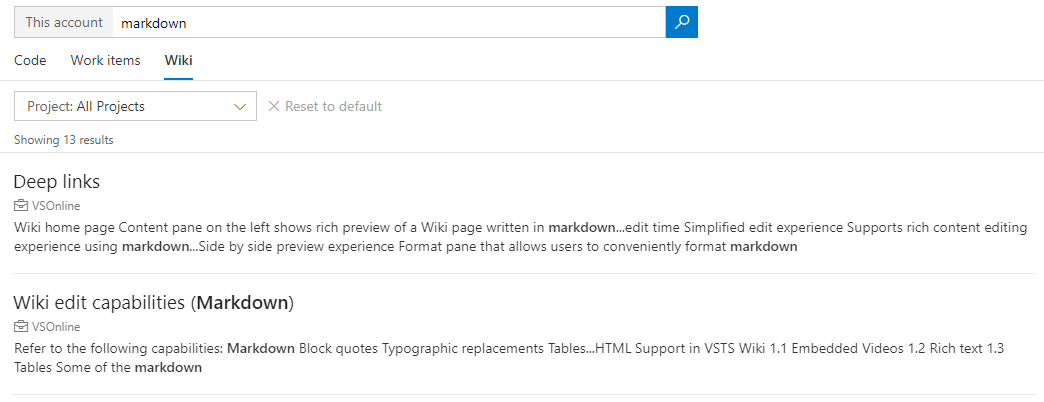 This account markdown
Code Work items Wiki
Project: All Projects Reset to default
Showing 13 results
Deep links
VSOnline
Wiki home page Content pane on the left shows rich preview of a Wiki page written in markdown...edit time Simplified edit experience Supports rich content editing
experience using markdown...Side by side preview experience Format pane that allows users to conveniently format markdown
Wiki edit capabilities (Markdown)
VSOnline
Refer to the following capabilities: Markdown Block quotes Typographic replacements Tables...HTML Support in VSTS Wiki 1.1 Embedded Videos 1.2 Rich text 1.3
Tables Some of the markdown